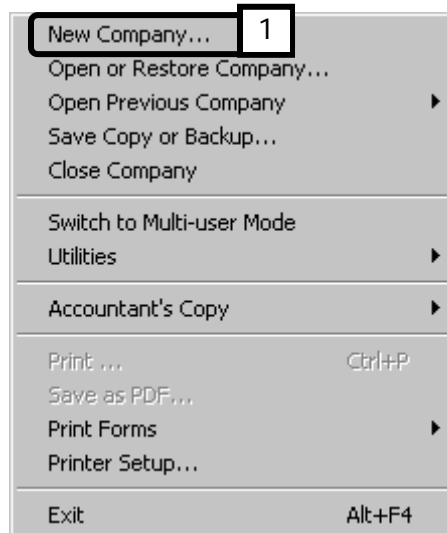 New Company... 1
Open or Restore Company...
Open Previous Company
Save Copy or Backup...
Close Company
Switch to Multi-user Mode
Utilities
Accountant's Copy
Print ... Ctrl+P
Save as PDF...
Print Forms
Printer Setup...
Exit Alt+F4